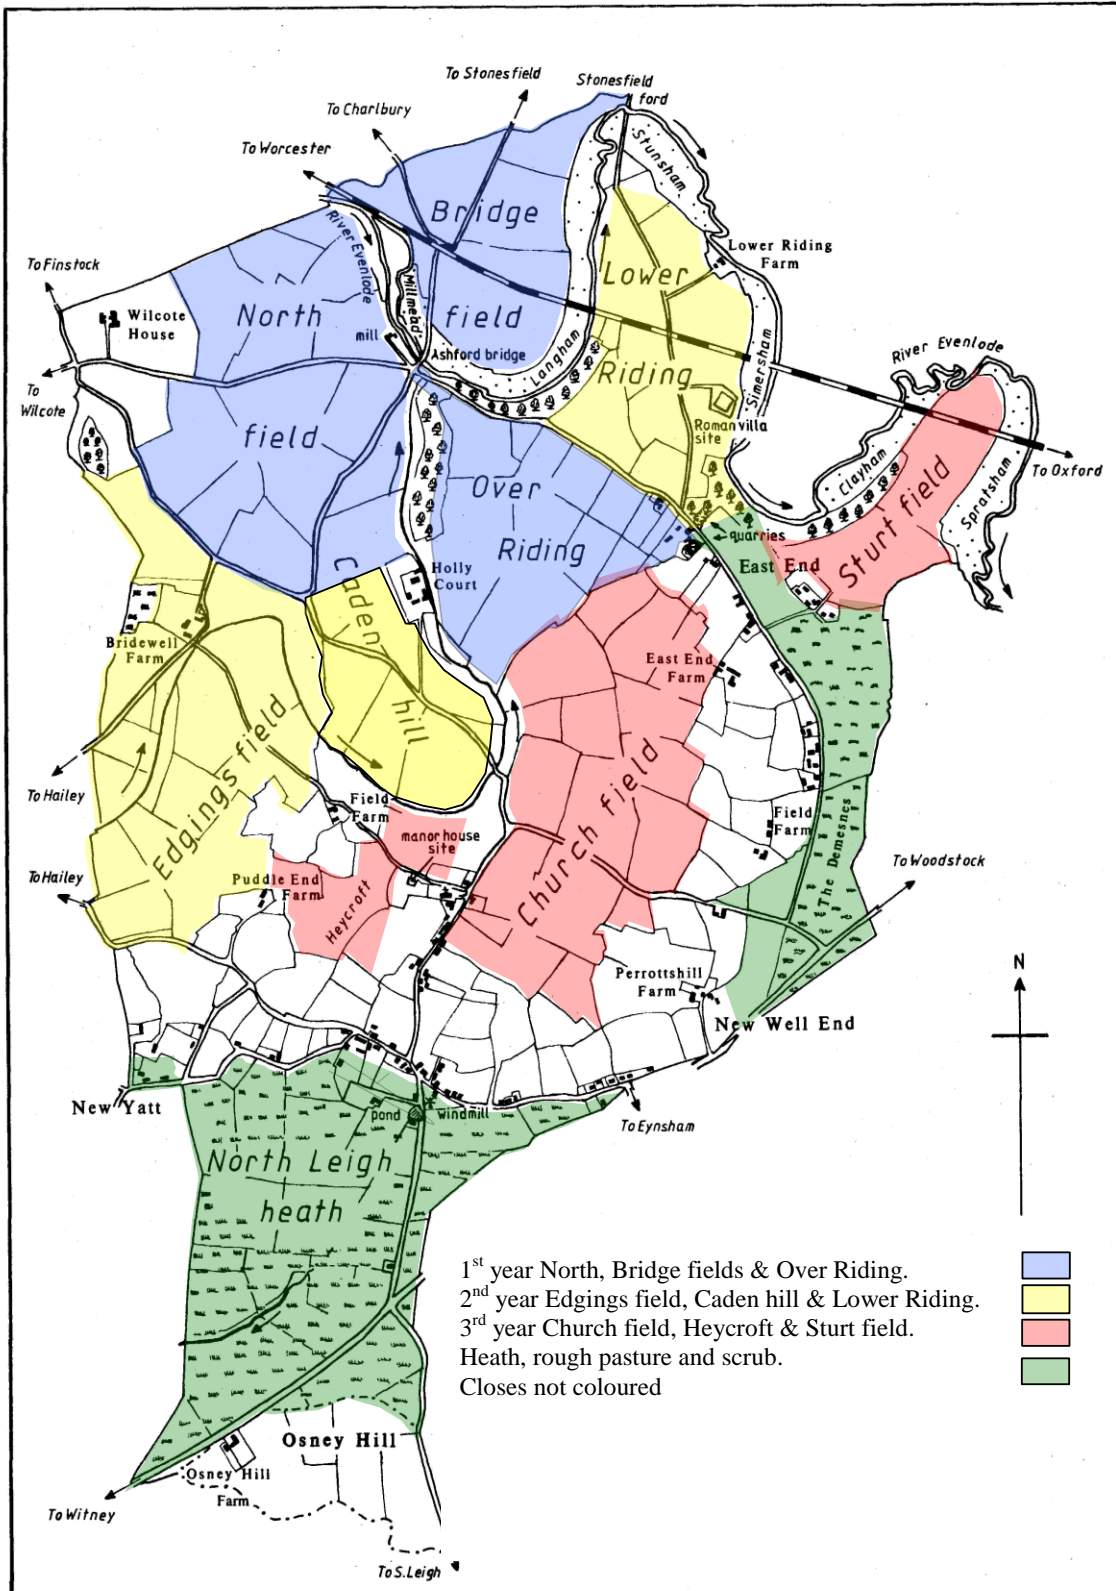 To Stonesfield
Stonesfield
ford
To Charlbury
To Worcester
Stunsham
Bridge
River Evenlode
Lower Riding
Farm
To Finstock
Lower
Millmead
Wilcote
House
North
field
mill
Ashford bridge
Langham
Simersham
River Evenlode
To
Wilcote
Riding
Roman villa
site
field
To Oxford
Clayham
Over
Spratsham
Sturt field
quarries
Riding
East End
Holly
Court
Caden
hill
Bridewell
Farm
East End
Farm
Edgings field
Church field
To Hailey
Field
Farm
manor house
site
Field
Farm
The Demesnes
To Woodstock
To Hailey
Puddle End
Farm
Heycroft
Perrottshill
Farm
N
New Well End
New Yatt
pond
windmill
To Eynsham
North Leigh
heath
1st year North, Bridge fields & Over Riding.
2nd year Edgings field, Caden hill & Lower Riding.
3rd year Church field, Heycroft & Sturt field.
Heath, rough pasture and scrub.
Closes not coloured
Osney Hill
Osney Hill
Farm
To Witney
To S. Leigh